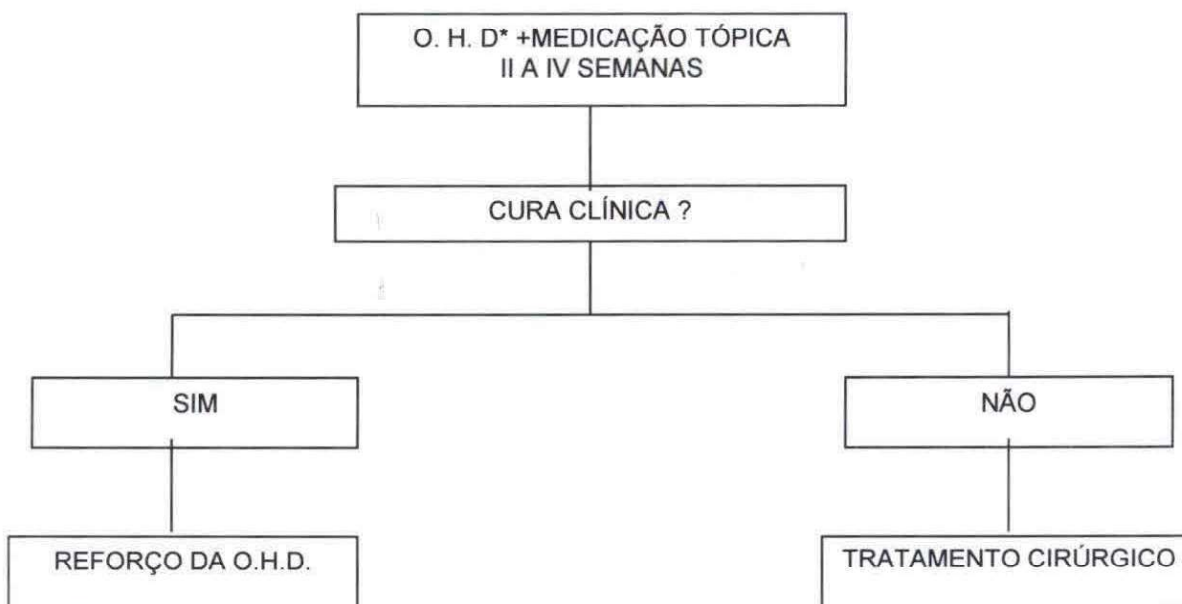 O. H. D* +MEDICAÇÃO TÓPICA
II A IV SEMANAS
CURA CLÍNICA ?
SIM
NÃO
REFORÇO DA O.H.D.
TRATAMENTO CIRÚRGICO